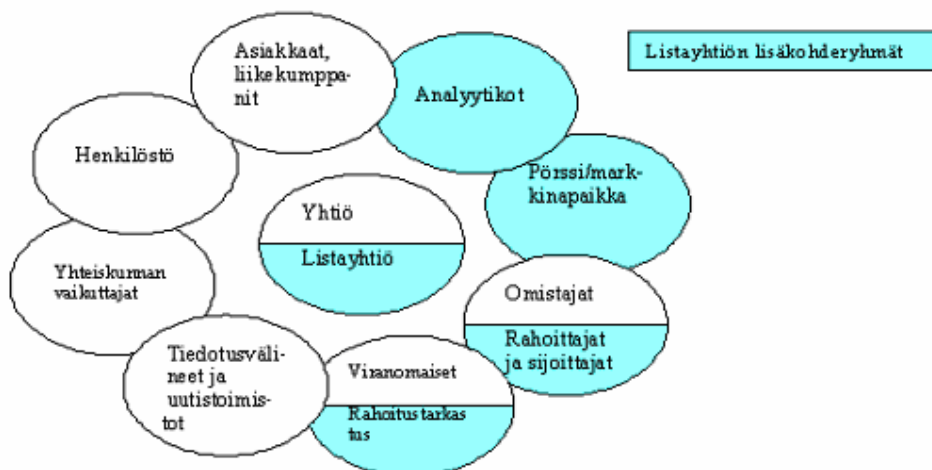 Asiakkaat,
liikekumppa-
nit
Listayhtiön lisäkohderyhmät
Analyytikot
Henkilöstö
Pörssi/mark-
kinapaikka
Yhtiö
Listayhtiö
Yhteiskunnan
vaikuttajat
Omistajat
Rahoittajat
ja sijoittajat
Tiedotusväli-
neet ja
uutistoimis-
tot
Viranomaiset
Rahoitustarkas
tus